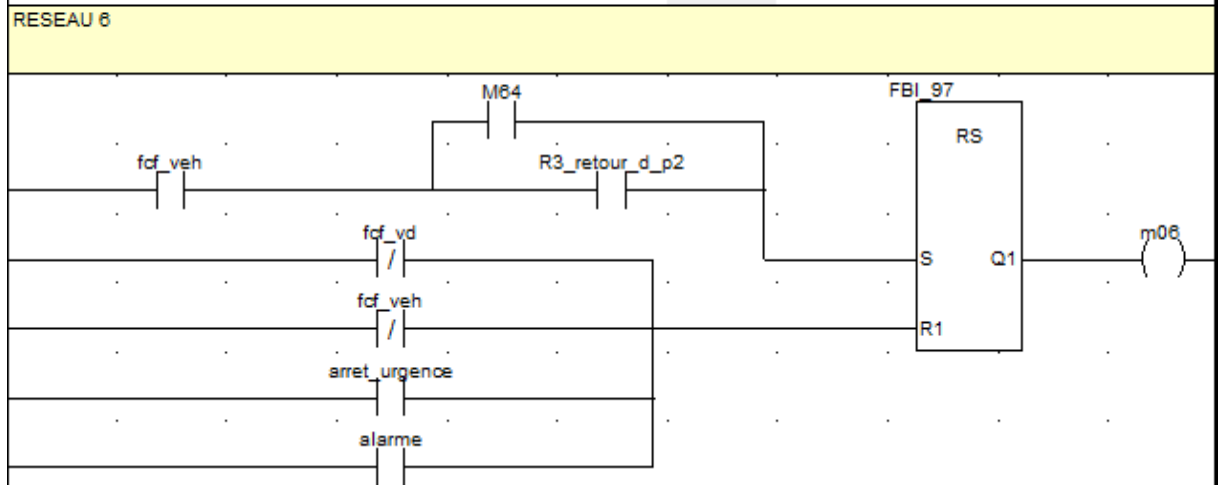 RESEAU 6
M64
FBI_97
RS
fcf_veh
R3_retour_d_p2
fcf_vd
m06
S
Q1
fcf_veh
R1
arret_urgence
alarme